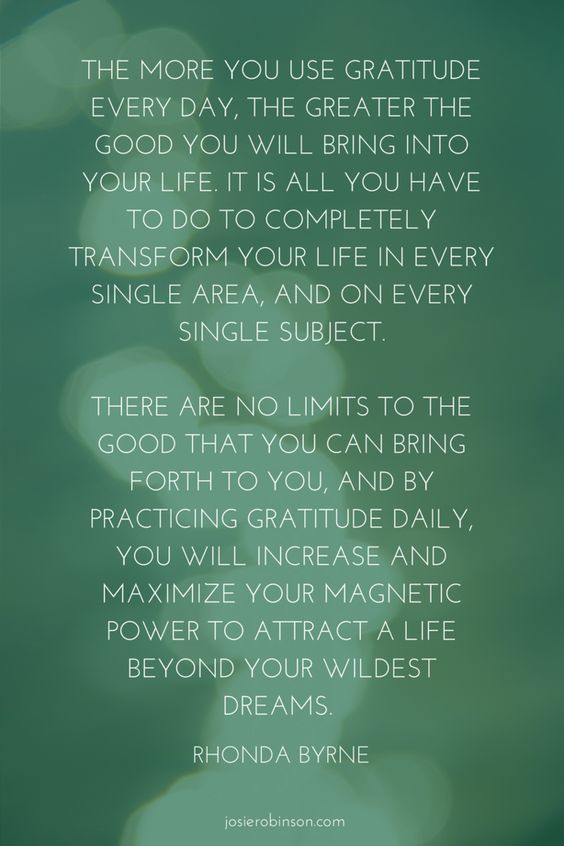 THE MORE YOU USE GRATITUDE
EVERY DAY, THE GREATER THE
GOOD YOU WILL BRING INTO
YOUR LIFE. IT IS ALL YOU HAVE
TO DO TO COMPLETELY
TRANSFORM YOUR LIFE IN EVERY
SINGLE AREA, AND ON EVERY
SINGLE SUBJECT.
THERE ARE NO LIMITS TO THE
GOOD THAT YOU CAN BRING
FORTH TO YOU, AND BY
PRACTICING GRATITUDE DAILY,
YOU WILL INCREASE AND
MAXIMIZE YOUR MAGNETIC
POWER TO ATTRACT A LIFE
BEYOND YOUR WILDEST
DREAMS.
RHONDA BYRNE
josierobinson.com